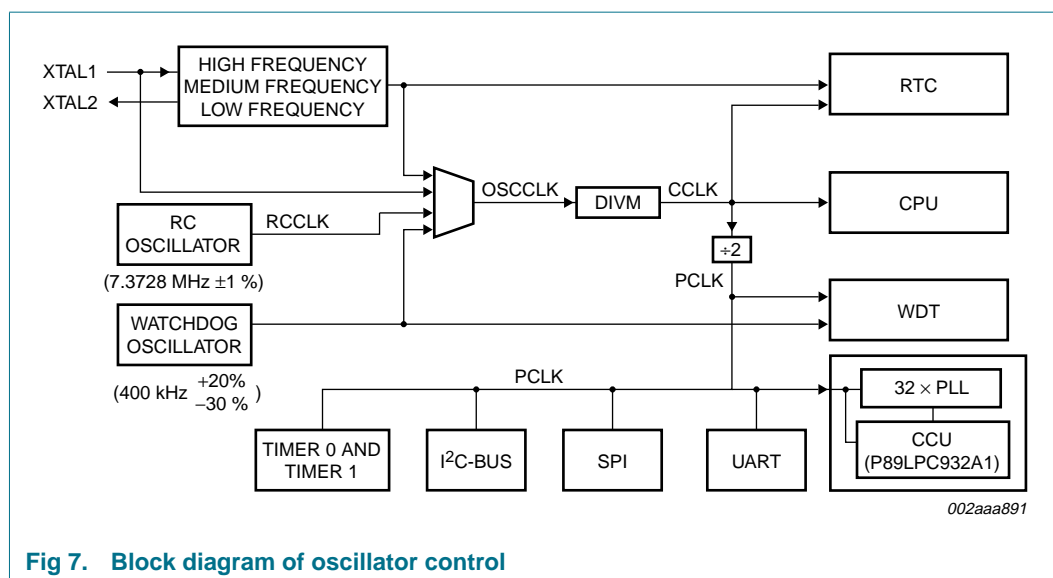 XTAL1
XTAL2
HIGH FREQUENCY
MEDIUM FREQUENCY
LOW FREQUENCY
RTC
OSCCLK
DIVM
CCLK
CPU
RC
OSCILLATOR
RCCLK
(7.3728 MHz ±1 %)
÷2
PCLK
WATCHDOG
OSCILLATOR
WDT
(400 kHz +20% −30 % )
PCLK
32 × PLL
CCU
(P89LPC932A1)
TIMER 0 AND
TIMER 1
I²C-BUS
SPI
UART
002aaa891
Fig 7. Block diagram of oscillator control